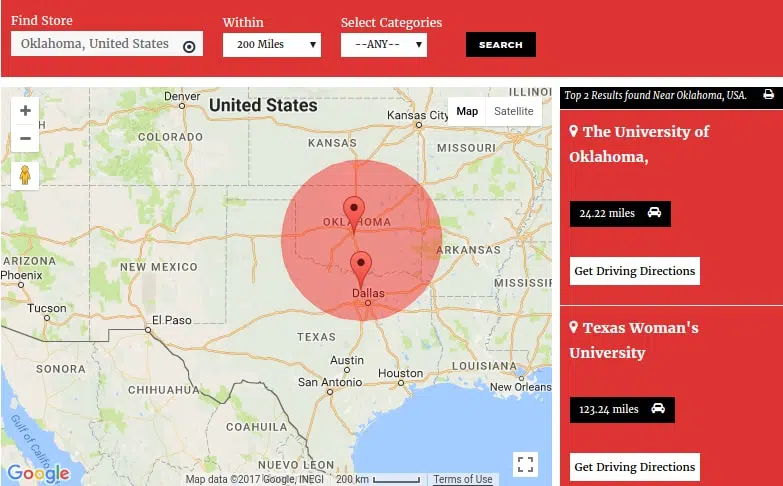 Find Store
Within
Select Categories
Oklahoma, United States
200 Miles
--ANY--
SEARCH
+
−
Denver
United States
Kansas City
Map
Satellite
ILLINOI
H
COLORADO
KANSAS
MISSOURI
OKLAHOMA
ARKANSAS
ARIZONA
Phoenix
NEW MEXICO
MISSISSIP
Tucson
El Paso
Dallas
TEXAS
SONORA
Austin
San Antonio
Houston
LOUISIANA
New Orleans
CHIHUAHUA
COAHUILA
Gulf of Califo
NUEVO LEON
Google
Map data ©2017 Google, INEGI
200 km
Terms of Use
Top 2 Results found Near Oklahoma, USA.
The University of
Oklahoma,
24.22 miles
Get Driving Directions
Texas Woman's
University
123.24 miles
Get Driving Directions